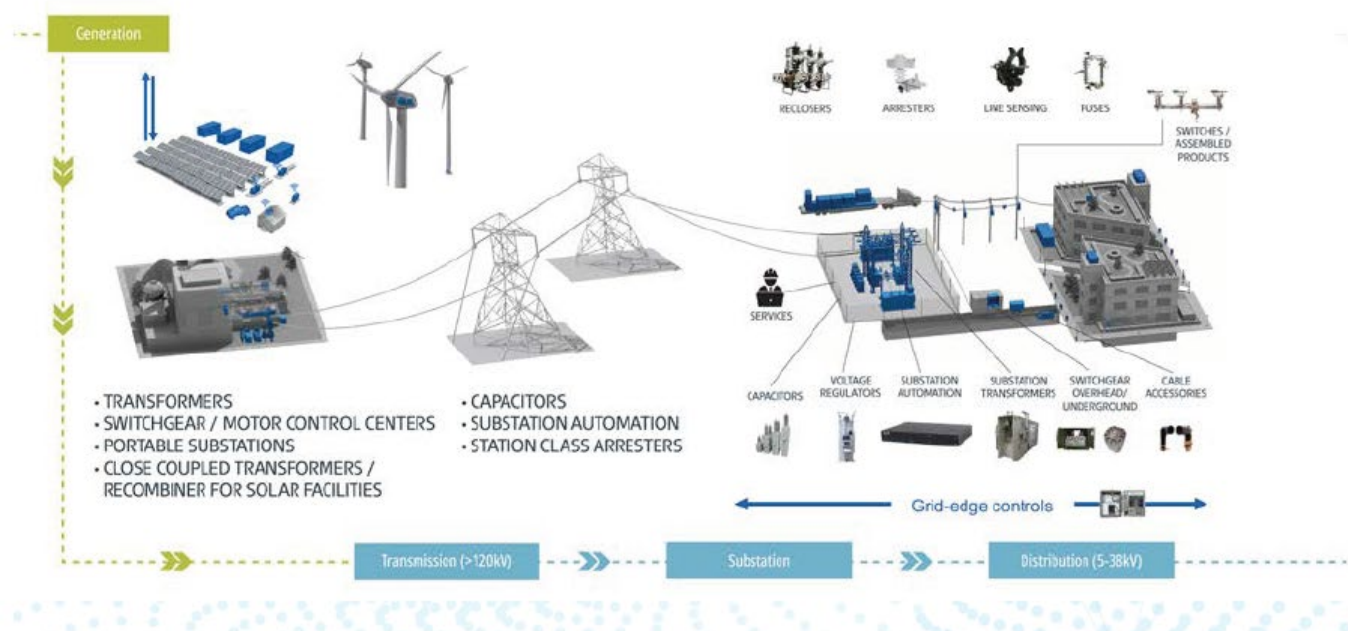 Generation
RECLOSERS
ARRESTERS
LINE SENSING
FUSES
SWITCHES /
ASSEMBLED
PRODUCTS
SERVICES
CAPACITORS
VOLTAGE
REGULATORS
SUBSTATION
AUTOMATION
SUBSTATION
TRANSFORMERS
SWITCHGEAR
OVERHEAD/
UNDERGROUND
CABLE
ACCESSORIES
• TRANSFORMERS
• SWITCHGEAR / MOTOR CONTROL CENTERS
• PORTABLE SUBSTATIONS
• CLOSE COUPLED TRANSFORMERS /
RECOMBINER FOR SOLAR FACILITIES
• CAPACITORS
• SUBSTATION AUTOMATION
• STATION CLASS ARRESTERS
Grid-edge controls
Transmission (>120kV)
Substation
Distribution (5-38kV)